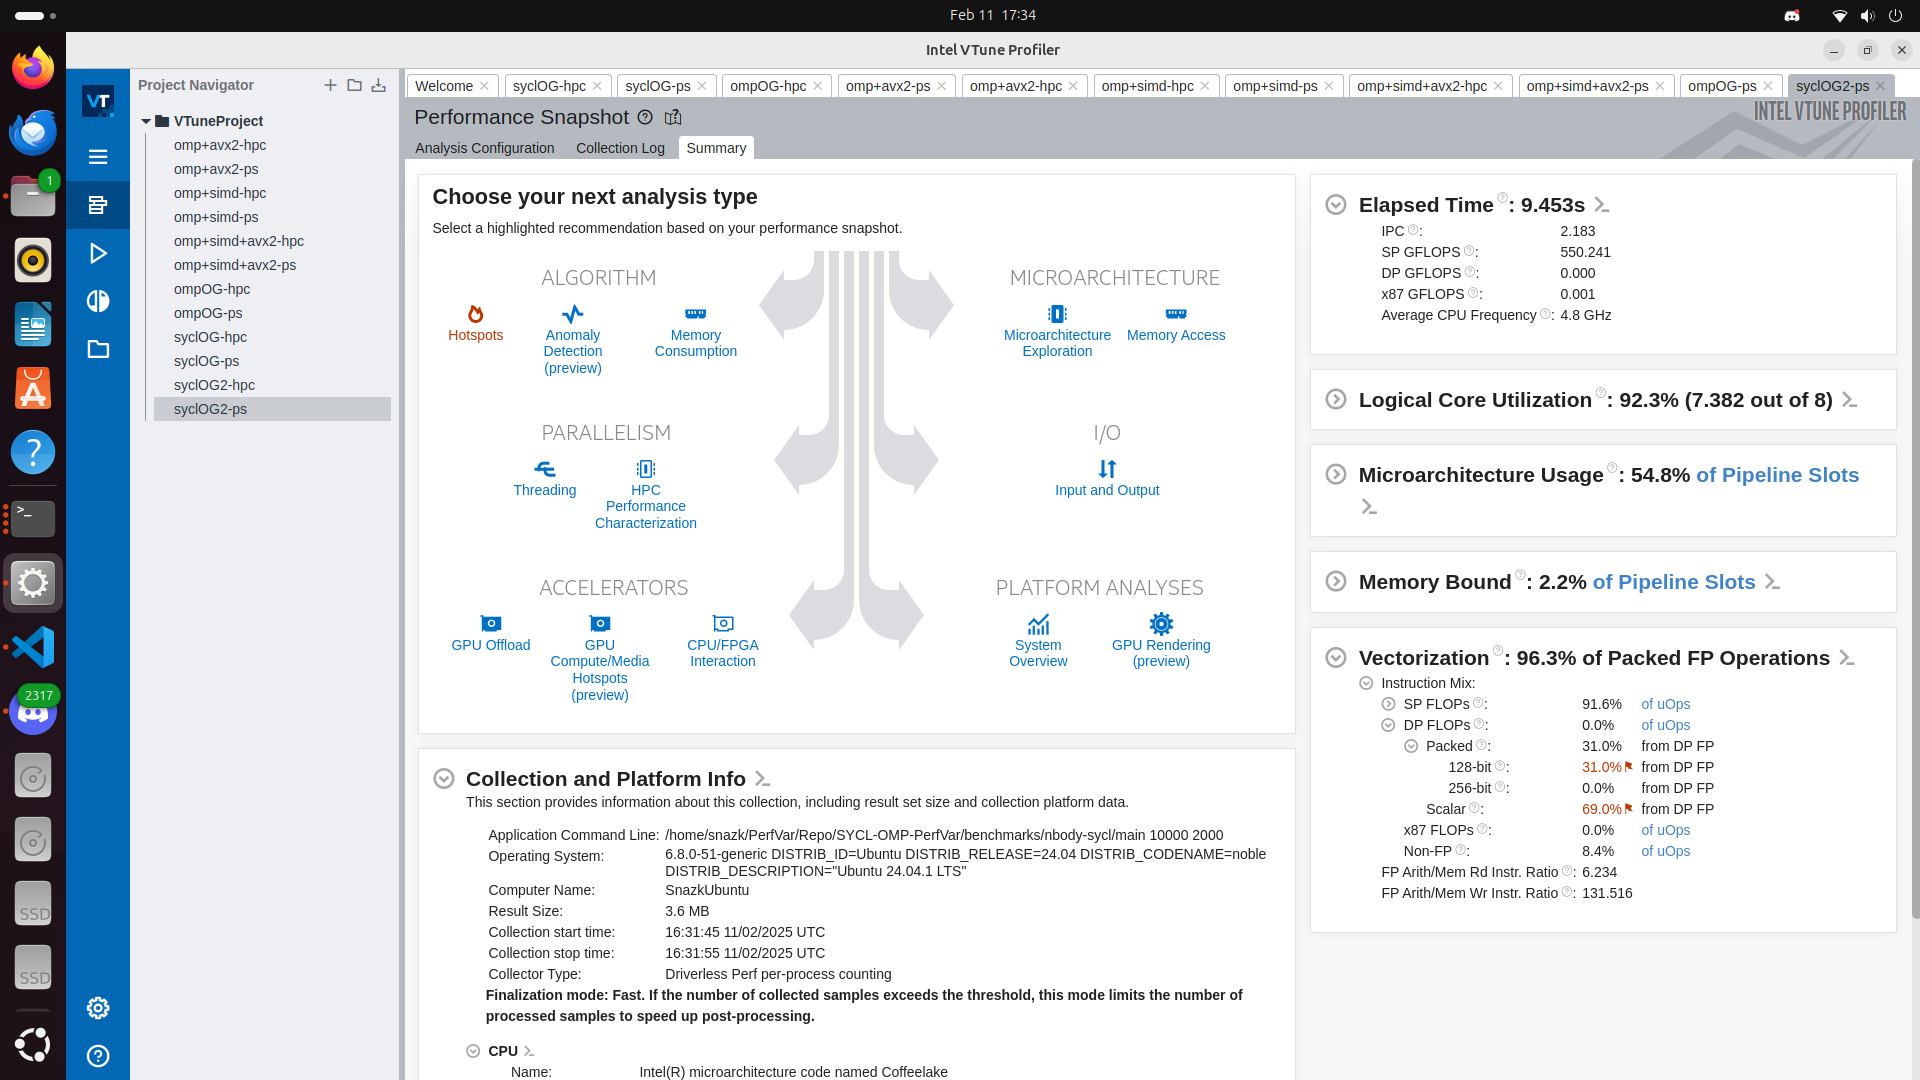 Feb 11 17:34
Intel VTune Profiler
1
2317
SSD
SSD
VT
Project Navigator
VTuneProject
omp+avx2-hpc
omp+avx2-ps
omp+simd-hpc
omp+simd-ps
omp+simd+avx2-hpc
omp+simd+avx2-ps
ompOG-hpc
ompOG-ps
syclOG-hpc
syclOG-ps
syclOG2-hpc
syclOG2-ps
Welcome syclOG-hpc syclOG-ps ompOG-hpc omp+avx2-ps omp+avx2-hpc omp+simd-hpc omp+simd-ps omp+simd+avx2-hpc omp+simd+avx2-ps ompOG-ps syclOG2-ps
Performance Snapshot
INTEL VTUNE PROFILER
Analysis Configuration Collection Log Summary
Choose your next analysis type
Select a highlighted recommendation based on your performance snapshot.
ALGORITHM
Hotspots
Anomaly
Detection
(preview)
Memory
Consumption
MICROARCHITECTURE
Microarchitecture
Exploration
Memory Access
PARALLELISM
Threading
HPC
Performance
Characterization
I/O
Input and Output
ACCELERATORS
GPU Offload
GPU
Compute/Media
Hotspots
(preview)
CPU/FPGA
Interaction
PLATFORM ANALYSES
System
Overview
GPU Rendering
(preview)
Collection and Platform Info
This section provides information about this collection, including result set size and collection platform data.
Application Command Line: /home/snazk/PerfVar/Repo/SYCL-OMP-PerfVar/benchmarks/nbody-sycl/main 10000 2000
Operating System: 6.8.0-51-generic DISTRIB_ID=Ubuntu DISTRIB_RELEASE=24.04 DISTRIB_CODENAME=noble
DISTRIB_DESCRIPTION="Ubuntu 24.04.1 LTS"
Computer Name: SnazkUbuntu
Result Size: 3.6 MB
Collection start time: 16:31:45 11/02/2025 UTC
Collection stop time: 16:31:55 11/02/2025 UTC
Collector Type: Driverless Perf per-process counting
Finalization mode: Fast. If the number of collected samples exceeds the threshold, this mode limits the number of
processed samples to speed up post-processing.
CPU
Name: Intel(R) microarchitecture code named Coffeelake
Elapsed Time: 9.453s
IPC: 2.183
SP GFLOPS: 550.241
DP GFLOPS: 0.000
x87 GFLOPS: 0.001
Average CPU Frequency: 4.8 GHz
Logical Core Utilization: 92.3% (7.382 out of 8)
Microarchitecture Usage: 54.8% of Pipeline Slots
Memory Bound: 2.2% of Pipeline Slots
Vectorization: 96.3% of Packed FP Operations
Instruction Mix:
SP FLOPs: 91.6% of uOps
DP FLOPs: 0.0% of uOps
Packed: 31.0% from DP FP
128-bit: 31.0% from DP FP
256-bit: 0.0% from DP FP
Scalar: 69.0% from DP FP
x87 FLOPs: 0.0% of uOps
Non-FP: 8.4% of uOps
FP Arith/Mem Rd Instr. Ratio: 6.234
FP Arith/Mem Wr Instr. Ratio: 131.516